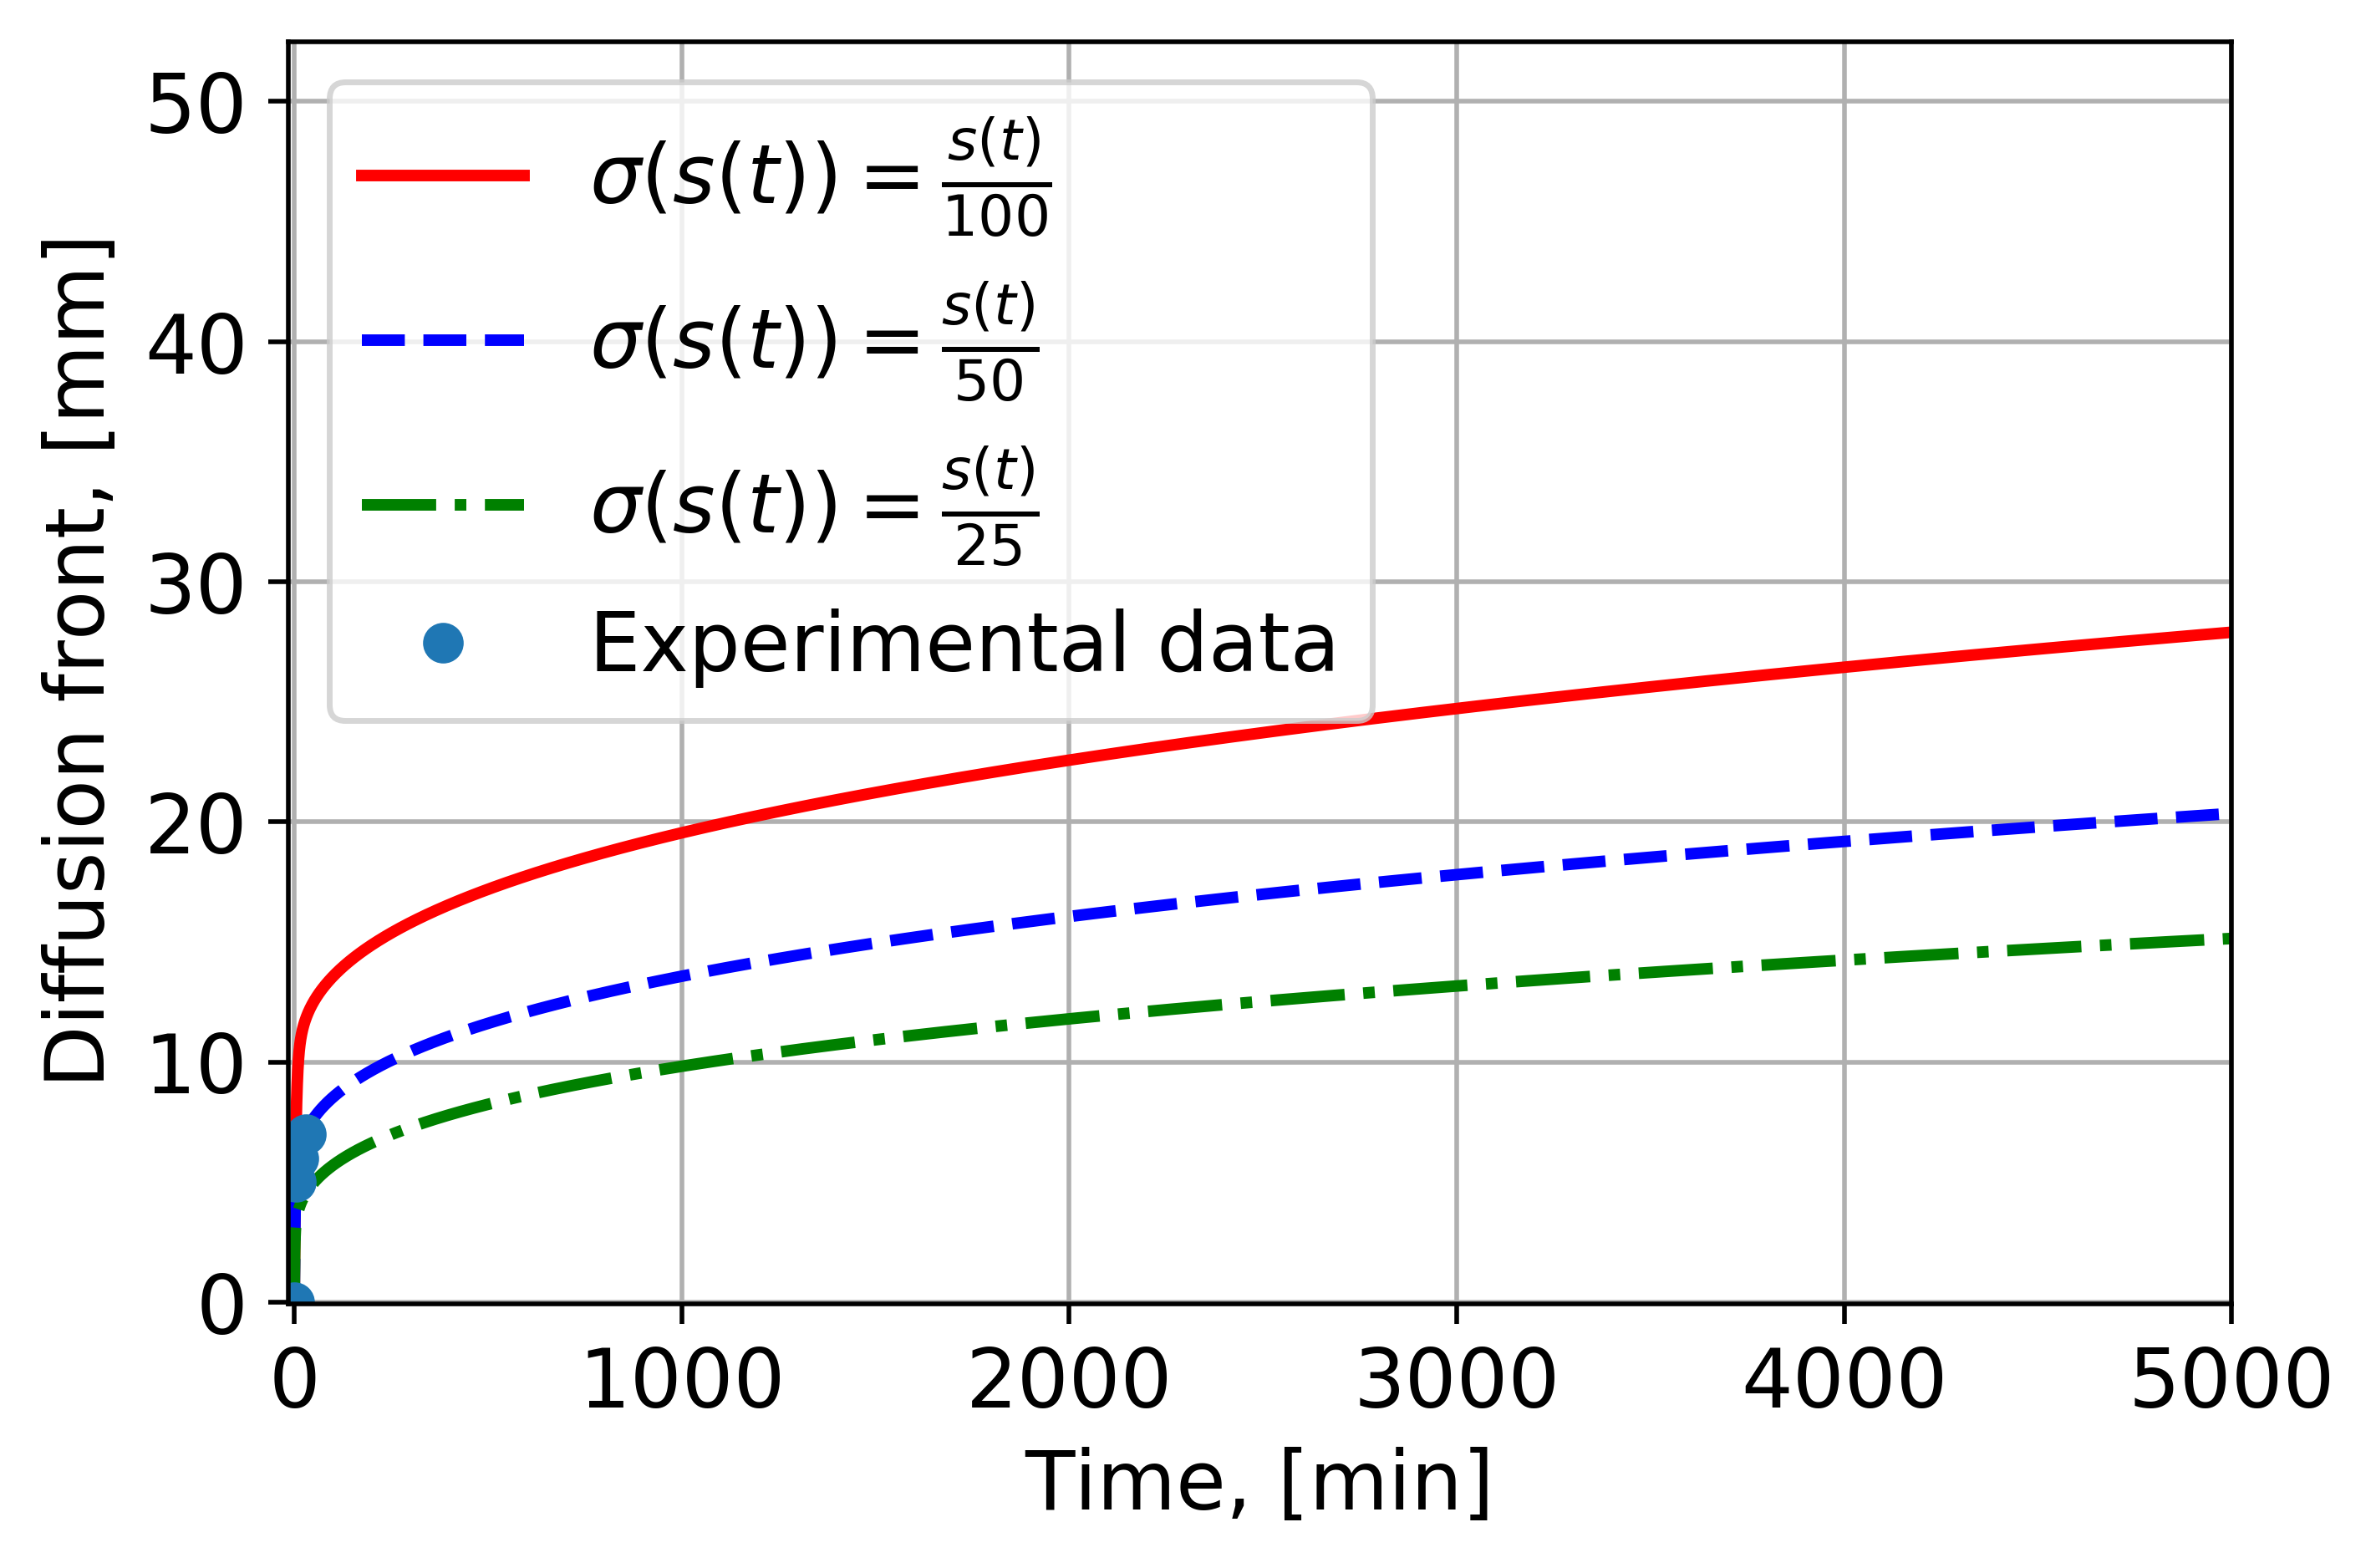 Diffusion front, [mm]
50
40
30
20
10
0
σ(s(t)) = s(t)/100
σ(s(t)) = s(t)/50
σ(s(t)) = s(t)/25
Experimental data
0 1000 2000 3000 4000 5000
Time, [min]